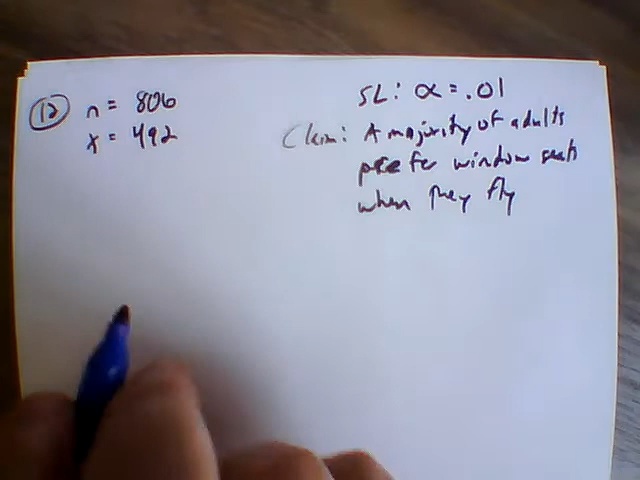 12 n = 806
x = 492
SL: α = .01
Claim: A majority of adults
prefer window seats
when they fly